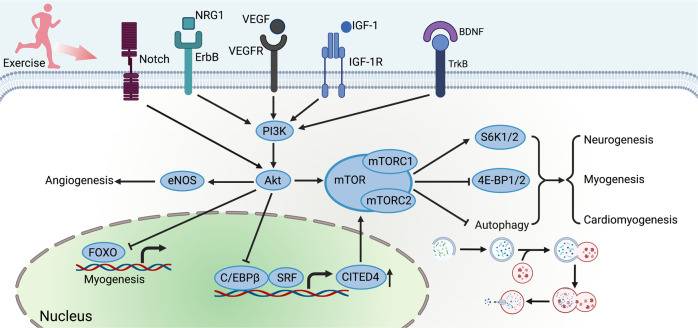 Exercise
Notch
NRG1
ErbB
VEGF
VEGFR
IGF-1
IGF-1R
BDNF
TrkB
PI3K
Akt
eNOS
Angiogenesis
mTOR
mTORC1
mTORC2
S6K1/2
4E-BP1/2
Autophagy
Neurogenesis
Myogenesis
Cardiomyogenesis
FOXO
Myogenesis
C/EBPβ
SRF
CITED4
Nucleus